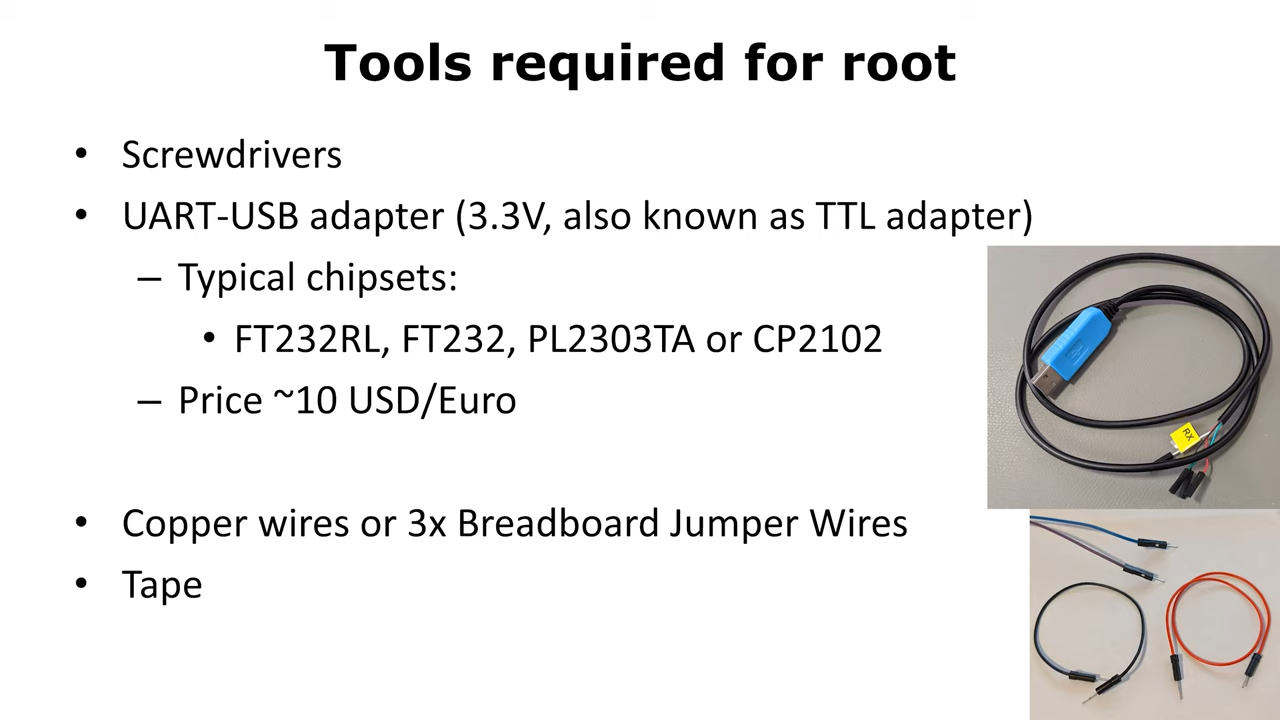 Tools required for root
• Screwdrivers
• UART-USB adapter (3.3V, also known as TTL adapter)
– Typical chipsets:
• FT232RL, FT232, PL2303TA or CP2102
– Price ~10 USD/Euro
RX
• Copper wires or 3x Breadboard Jumper Wires
• Tape